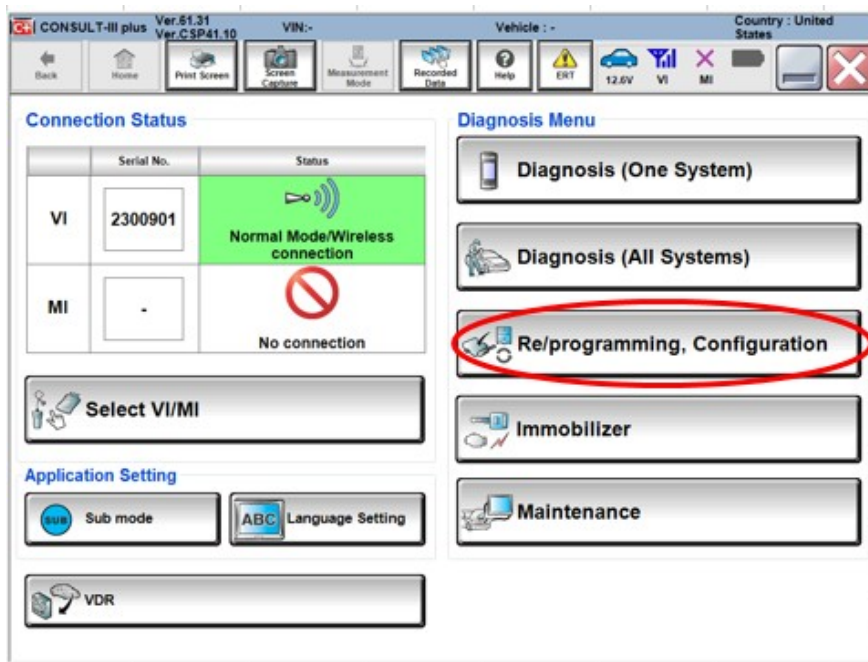 CONSULT-III plus
Ver.61.31
Ver.CSP41.10
VIN:-
Vehicle : -
Country : United
States
Back
Home
Print Screen
Screen
Capture
Measurement
Mode
Recorded
Data
Help
ERT
12.6V
VI
MI
Connection Status
Serial No.
Status
VI
2300901
Normal Mode/Wireless
connection
MI
-
No connection
Select VI/MI
Application Setting
SUB
Sub mode
ABC
Language Setting
VDR
Diagnosis Menu
Diagnosis (One System)
Diagnosis (All Systems)
Re/programming, Configuration
Immobilizer
Maintenance